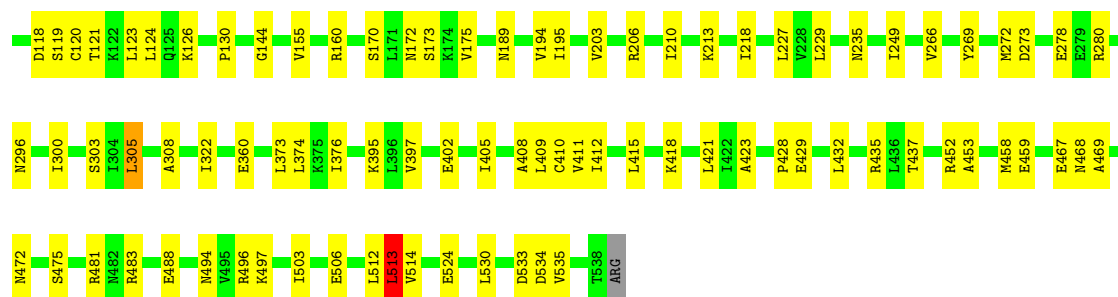 D118 S119 C120 T121 K122 L123 L124 Q125 K126 P130 G144 V155 R160 S170 L171 N172 S173 K174 V175 N189 V194 I195 V203 R206 I210 K213 I218 L227 V228 L229 N235 I249 V266 Y269 M272 D273 E278 E279 R280
N296 I300 S303 I304 L305 A308 I322 E360 L373 L374 K375 I376 K395 L396 V397 E402 I405 A408 L409 C410 V411 I412 L415 K418 L421 I422 A423 P428 E429 L432 R435 L436 T437 R452 A453 M458 E459 E467 N468 A469
N472 S475 R481 N482 R483 E488 N494 V495 R496 K497 I503 E506 L512 L513 V514 E524 L530 D533 D534 V535 T538 ARG